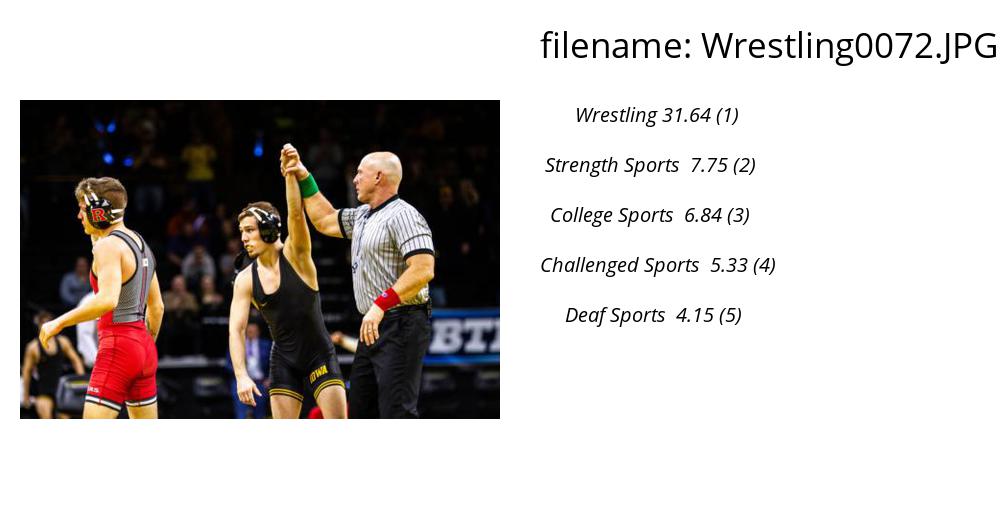 filename: Wrestling0072.JPG
Wrestling 31.64 (1)
Strength Sports 7.75 (2)
College Sports 6.84 (3)
Challenged Sports 5.33 (4)
Deaf Sports 4.15 (5)
R
BT
IOWA